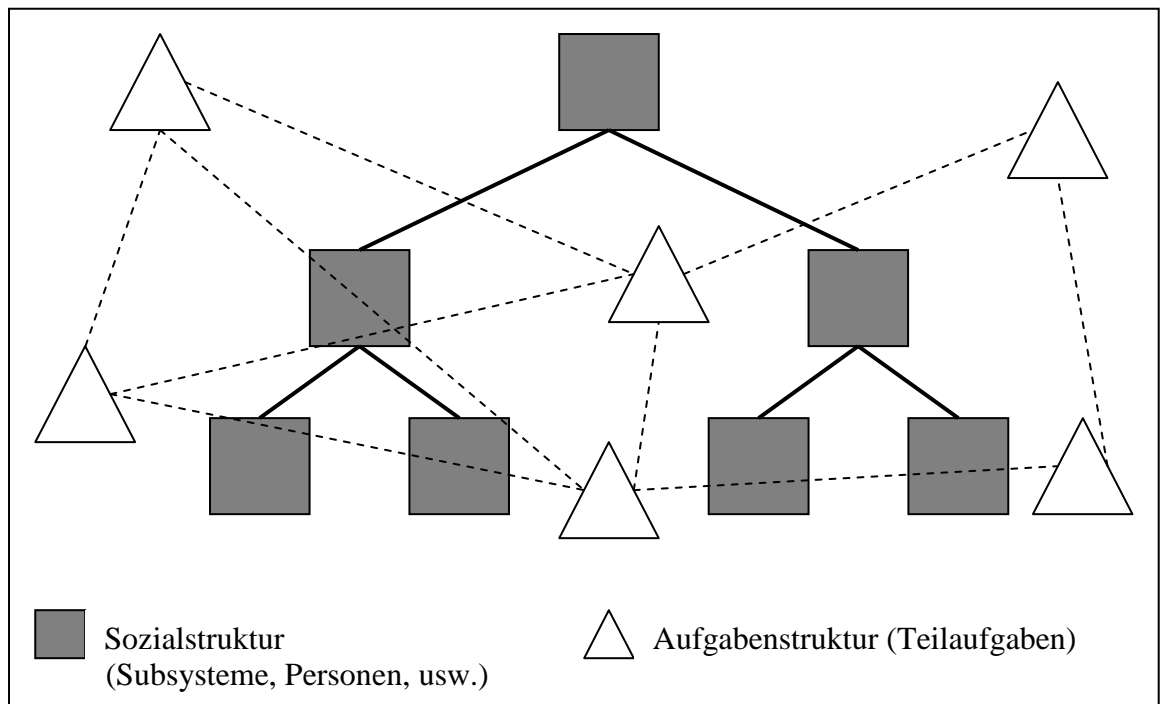 Sozialstruktur
(Subsysteme, Personen, usw.)
Aufgabenstruktur (Teilaufgaben)